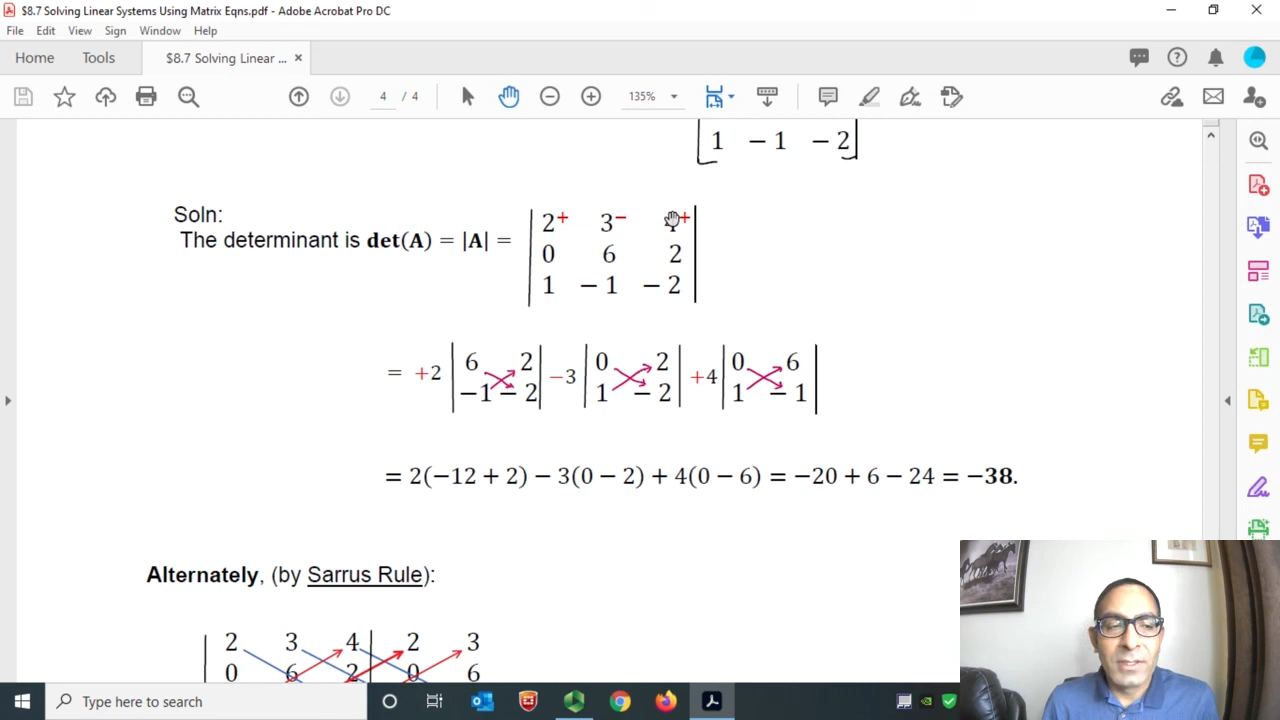 $8.7 Solving Linear Systems Using Matrix Eqns.pdf - Adobe Acrobat Pro DC
File Edit View Sign Window Help
Home Tools $8.7 Solving Linear ... ×
4 / 4 135%
1 − 1 − 2
Soln:
The determinant is det(A) = |A| =
2+ 3− +
0 6 2
1 − 1 − 2
= +2 | 6 2 | −3 | 0 2 | +4 | 0 6 |
−1 − 2 1 − 2 1 − 1
= 2(−12 + 2) − 3(0 − 2) + 4(0 − 6) = −20 + 6 − 24 = −38.
Alternately, (by Sarrus Rule):
2 3 4 2 3
0 6 2 0 6
Type here to search